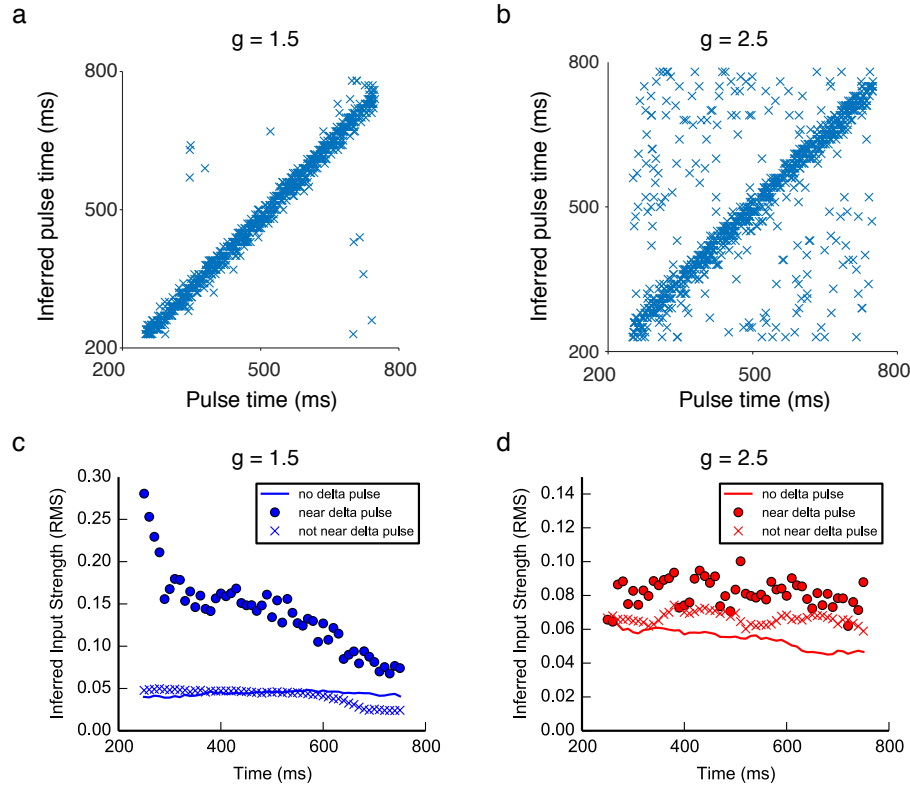 a
g = 1.5
800
500
200
200
500
800
Inferred pulse time (ms)
Pulse time (ms)
b
g = 2.5
800
500
200
200
500
800
Inferred pulse time (ms)
Pulse time (ms)
c
g = 1.5
0.30
0.25
0.20
0.15
0.10
0.05
0.00
200
400
600
800
Inferred Input Strength (RMS)
Time (ms)
no delta pulse
near delta pulse
not near delta pulse
d
g = 2.5
0.14
0.12
0.10
0.08
0.06
0.04
0.02
0.00
200
400
600
800
Inferred Input Strength (RMS)
Time (ms)
no delta pulse
near delta pulse
not near delta pulse